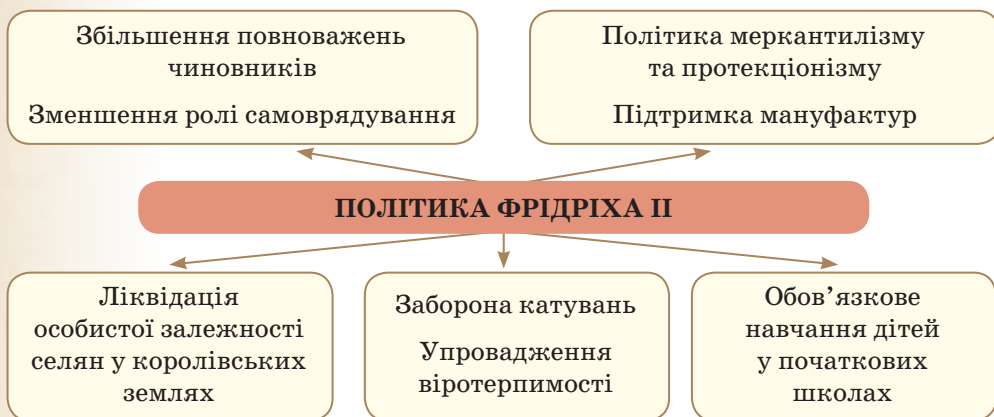 Збільшення повноважень
чиновників
Зменшення ролі самоврядування
Політика меркантилізму
та протекціонізму
Підтримка мануфактур
ПОЛІТИКА ФРІДРІХА ІІ
Ліквідація
особистої залежності
селян у королівських
землях
Заборона катувань
Упровадження
віротерпимості
Обов’язкове
навчання дітей
у початкових
школах